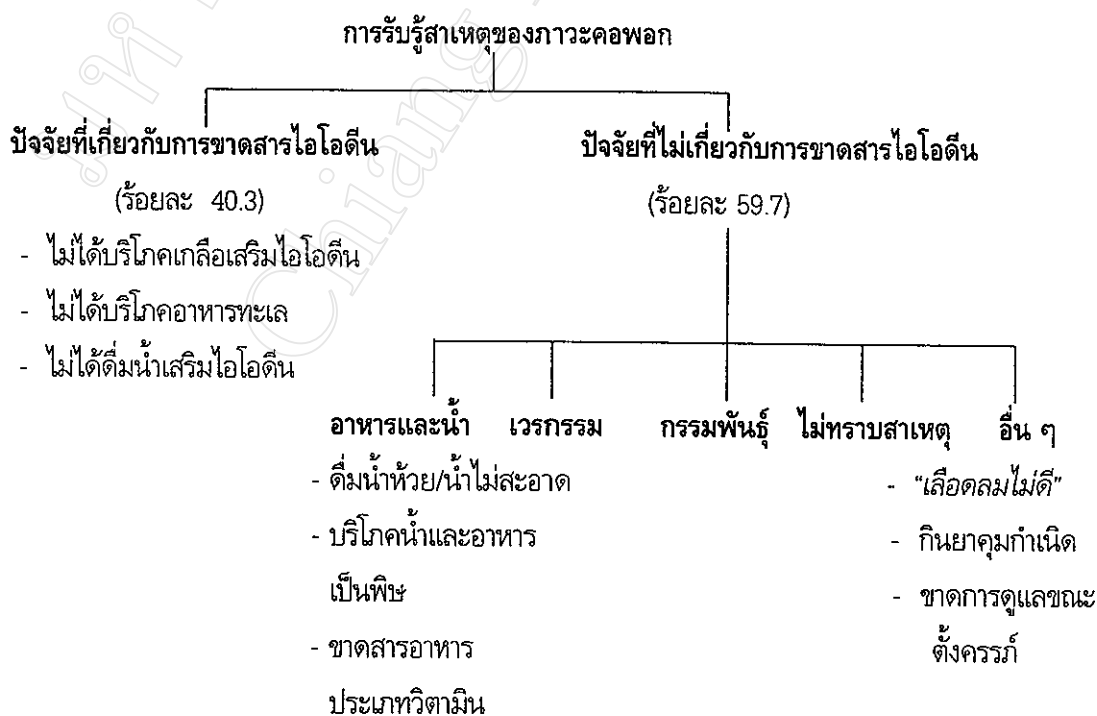 การรับรู้สาเหตุของภาวะคอพอก
ปัจจัยที่เกี่ยวกับการขาดสารไอโอดีน
(ร้อยละ 40.3)
- ไม่ได้บริโภคเกลือเสริมไอโอดีน
- ไม่ได้บริโภคอาหารทะเล
- ไม่ได้ดื่มน้ำเสริมไอโอดีน
ปัจจัยที่ไม่เกี่ยวกับการขาดสารไอโอดีน
(ร้อยละ 59.7)
อาหารและน้ำ
- ดื่มน้ำห้วย/น้ำไม่สะอาด
- บริโภคน้ำและอาหาร
เป็นพิษ
- ขาดสารอาหาร
ประเภทวิตามิน
เวรกรรม
กรรมพันธุ์
ไม่ทราบสาเหตุ
อื่น ๆ
- "เลือดลมไม่ดี"
- กินยาคุมกำเนิด
- ขาดการดูแลขณะ
ตั้งครรภ์
Chiang